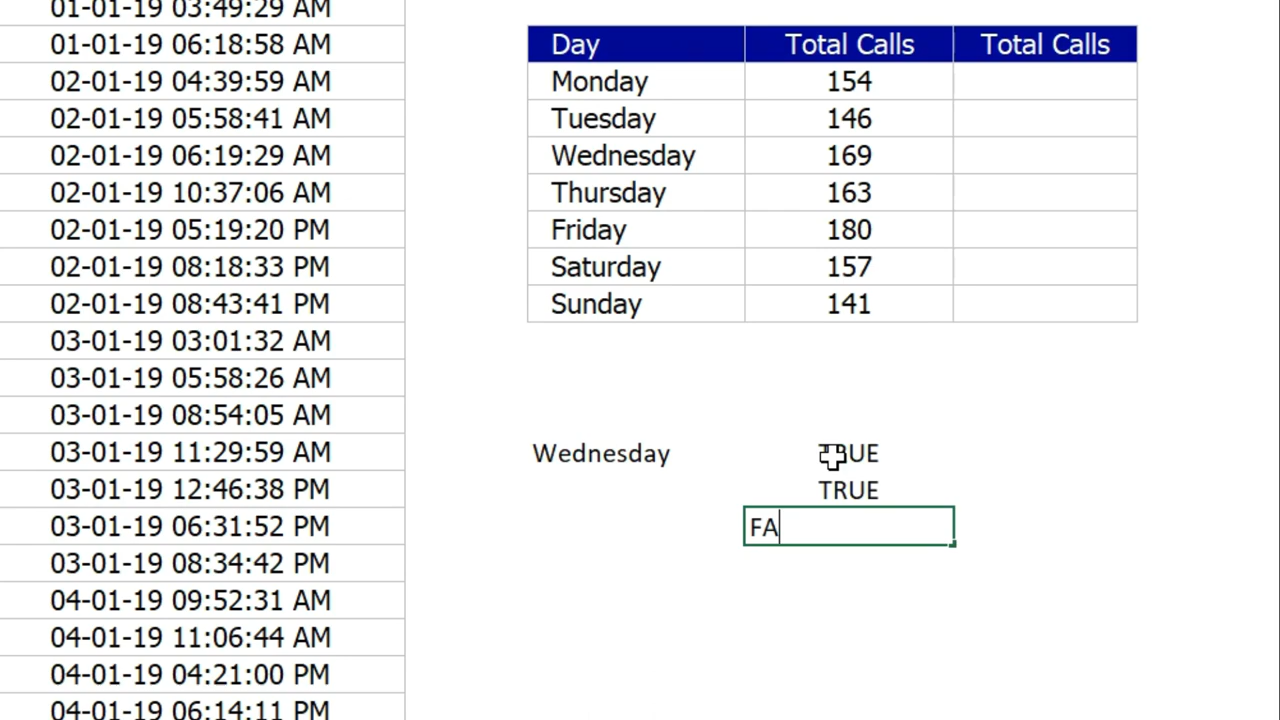 01-01-19 03:49:29 AM
01-01-19 06:18:58 AM
02-01-19 04:39:59 AM
02-01-19 05:58:41 AM
02-01-19 06:19:29 AM
02-01-19 10:37:06 AM
02-01-19 05:19:20 PM
02-01-19 08:18:33 PM
02-01-19 08:43:41 PM
03-01-19 03:01:32 AM
03-01-19 05:58:26 AM
03-01-19 08:54:05 AM
03-01-19 11:29:59 AM
03-01-19 12:46:38 PM
03-01-19 06:31:52 PM
03-01-19 08:34:42 PM
04-01-19 09:52:31 AM
04-01-19 11:06:44 AM
04-01-19 04:21:00 PM
04-01-19 06:14:11 PM
Day Total Calls Total Calls
Monday 154
Tuesday 146
Wednesday 169
Thursday 163
Friday 180
Saturday 157
Sunday 141
Wednesday TRUE
TRUE
FA